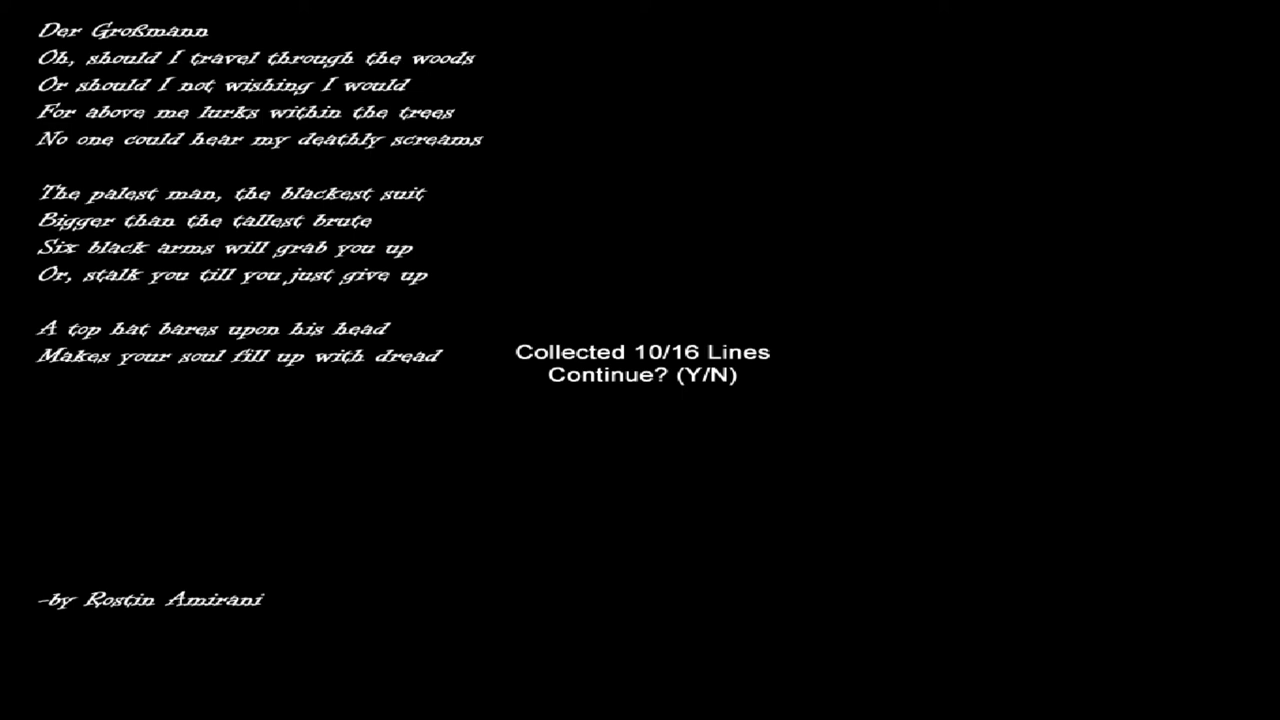 Der Großmann
Oh, should I travel through the woods
Or should I not wishing I would
For above me lurks within the trees
No one could hear my deathly screams
The palest man, the blackest suit
Bigger than the tallest brute
Six black arms will grab you up
Or, stalk you till you just give up
A top hat bares upon his head
Makes your soul fill up with dread
Collected 10/16 Lines
Continue? (Y/N)
-by Rostin Amirani